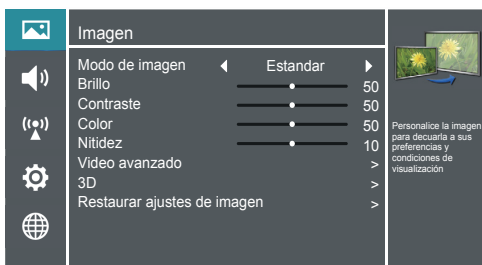 Imagen
Modo de imagen Estandar
Brillo 50
Contraste 50
Color 50
Nitidez 10
Video avanzado >
3D >
Restaurar ajustes de imagen >
Personalice la imagen
para decuarla a sus
preferencias y
condiciones de
visualización